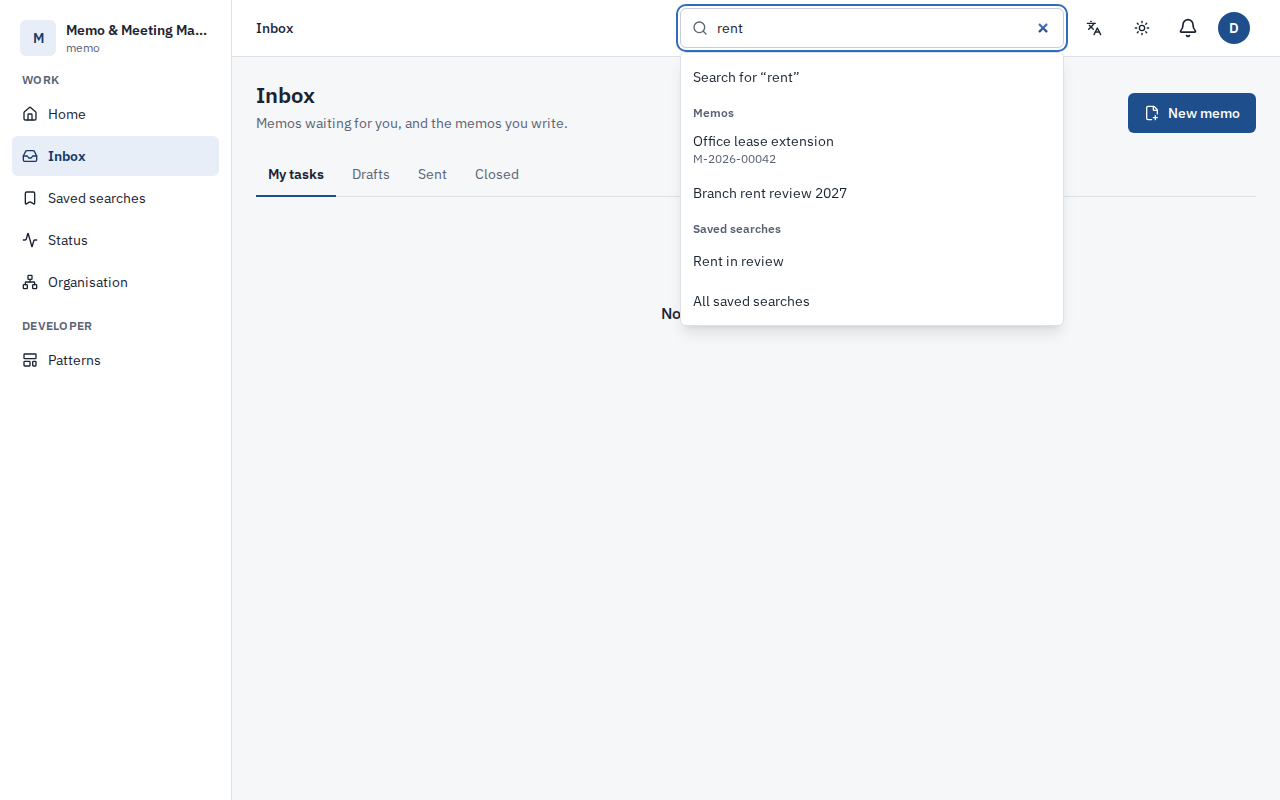 M
Memo & Meeting Ma...
memo
WORK
Home
Inbox
Saved searches
Status
Organisation
DEVELOPER
Patterns
Inbox
rent
D
Inbox
Memos waiting for you, and the memos you write.
New memo
My tasks
Drafts
Sent
Closed
No
Search for “rent”
Memos
Office lease extension
M-2026-00042
Branch rent review 2027
Saved searches
Rent in review
All saved searches